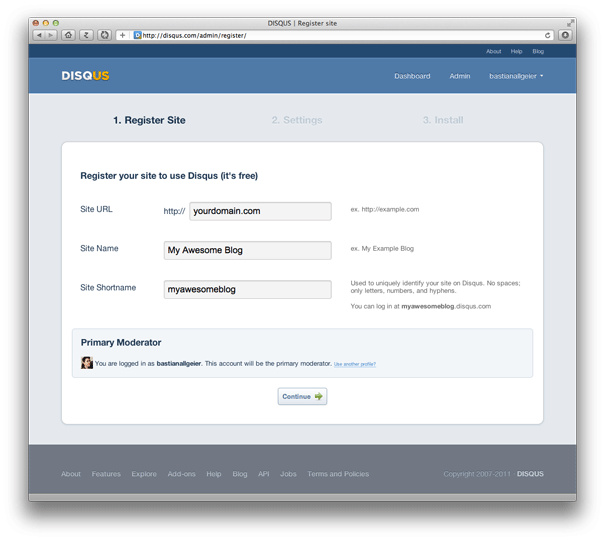 DISQUS | Register site
http://disqus.com/admin/register/
About Help Blog
DISQUS
Dashboard Admin bastianallgeier
1. Register Site 2. Settings 3. Install
Register your site to use Disqus (it's free)
Site URL http:// yourdomain.com ex. http://example.com
Site Name My Awesome Blog ex. My Example Blog
Site Shortname myawesomeblog Used to uniquely identify your site on Disqus. No spaces;
only letters, numbers, and hyphens.
You can log in at myawesomeblog.disqus.com
Primary Moderator
You are logged in as bastianallgeier. This account will be the primary moderator. Use another profile?
Continue
About Features Explore Add-ons Help Blog API Jobs Terms and Policies Copyright 2007-2011 DISQUS